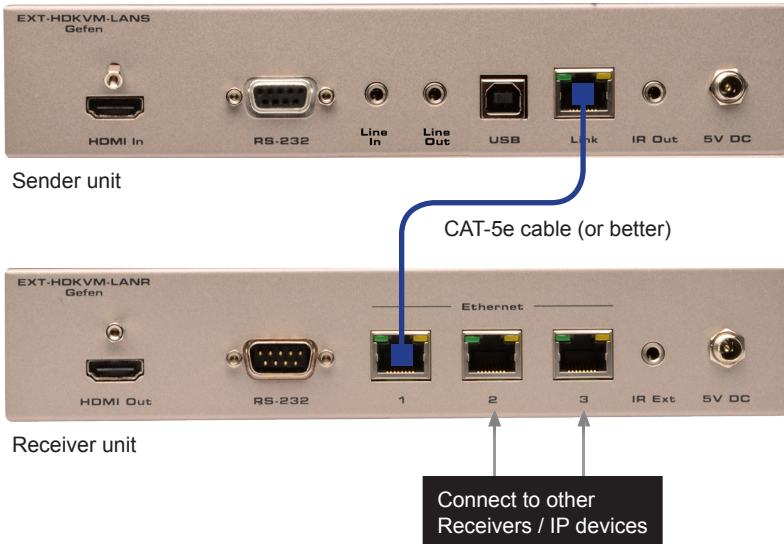 EXT-HDKVM-LANS
Gefen
HDMI In
RS-232
Line
In
Line
Out
USB
Link
IR Out
5V DC
Sender unit
CAT-5e cable (or better)
EXT-HDKVM-LANR
Gefen
Ethernet
HDMI Out
RS-232
1
2
3
IR Ext
5V DC
Receiver unit
Connect to other
Receivers / IP devices